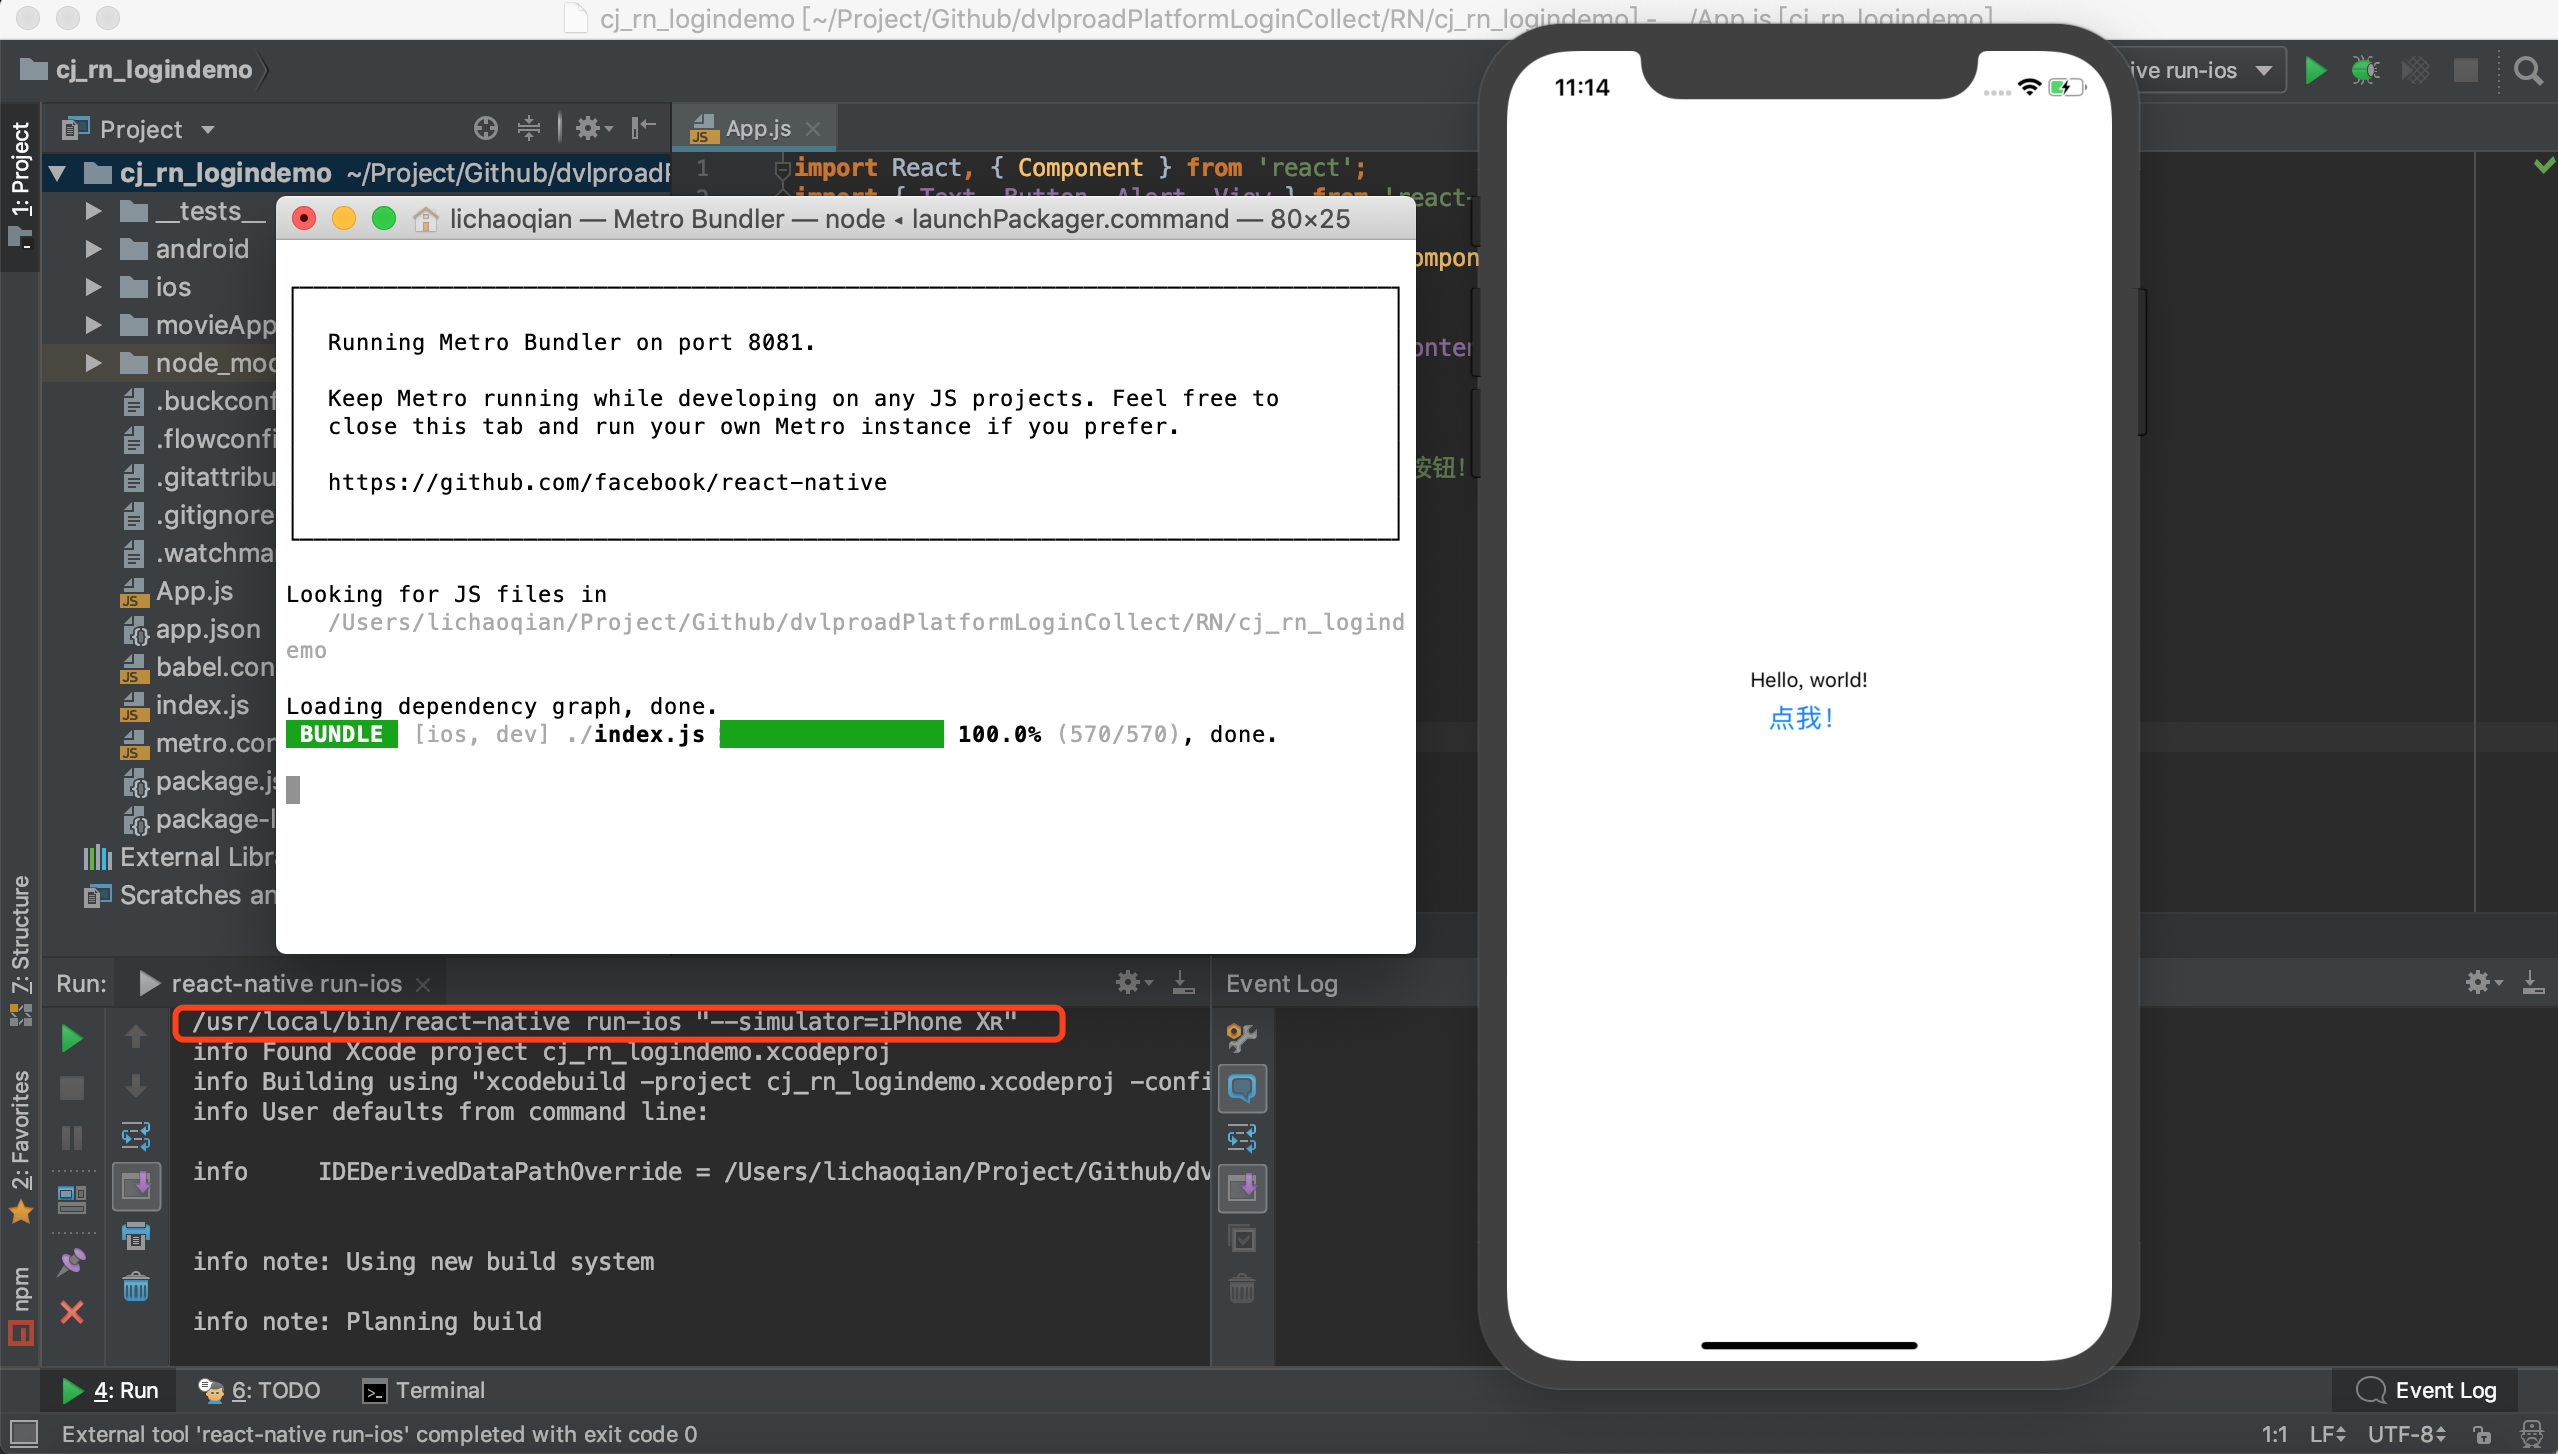 cj_rn_logindemo [~/Project/Github/dvlproadPlatformLoginCollect/RN/cj_rn_logindemo] - .../App.js [cj_rn_logindemo]
cj_rn_logindemo
run-ios
1: Project
Project
App.js
cj_rn_logindemo ~/Project/Github/dvlproad
__tests__
android
ios
movieApp
node_mod
.buckconf
.flowconfi
.gitattribu
.gitignore
.watchma
App.js
app.json
babel.con
index.js
metro.con
package.js
package-l
External Libr
Scratches an
1
import React, { Component } from 'react';
import { Text, Button, Alert, View } from 'react-
ompon
onten
按钮!
lichaoqian — Metro Bundler — node ◂ launchPackager.command — 80×25
Running Metro Bundler on port 8081.
Keep Metro running while developing on any JS projects. Feel free to
close this tab and run your own Metro instance if you prefer.
https://github.com/facebook/react-native
Looking for JS files in
/Users/lichaoqian/Project/Github/dvlproadPlatformLoginCollect/RN/cj_rn_logind
emo
Loading dependency graph, done.
BUNDLE [ios, dev] ./index.js 100.0% (570/570), done.
11:14
Hello, world!
点我!
7: Structure
2: Favorites
npm
Run: react-native run-ios
Event Log
/usr/local/bin/react-native run-ios "--simulator=iPhone Xʀ"
info Found Xcode project cj_rn_logindemo.xcodeproj
info Building using "xcodebuild -project cj_rn_logindemo.xcodeproj -confi
info User defaults from command line:
info IDEDerivedDataPathOverride = /Users/lichaoqian/Project/Github/dv
info note: Using new build system
info note: Planning build
4: Run 6: TODO Terminal
Event Log
External tool 'react-native run-ios' completed with exit code 0
1:1 LF UTF-8